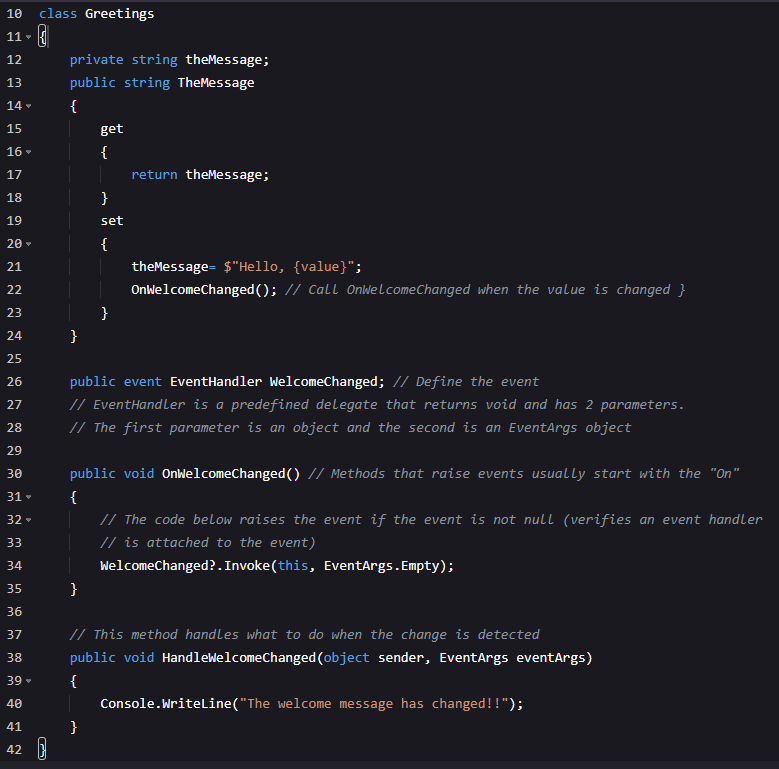 10 class Greetings
11 {
12     private string theMessage;
13     public string TheMessage
14     {
15         get
16         {
17             return theMessage;
18         }
19         set
20         {
21             theMessage= $"Hello, {value}";
22             OnWelcomeChanged(); // Call OnWelcomeChanged when the value is changed }
23         }
24     }
25
26     public event EventHandler WelcomeChanged; // Define the event
27     // EventHandler is a predefined delegate that returns void and has 2 parameters.
28     // The first parameter is an object and the second is an EventArgs object
29
30     public void OnWelcomeChanged() // Methods that raise events usually start with the "On"
31     {
32         // The code below raises the event if the event is not null (verifies an event handler
33         // is attached to the event)
34         WelcomeChanged?.Invoke(this, EventArgs.Empty);
35     }
36
37     // This method handles what to do when the change is detected
38     public void HandleWelcomeChanged(object sender, EventArgs eventArgs)
39     {
40         Console.WriteLine("The welcome message has changed!!");
41     }
42 }